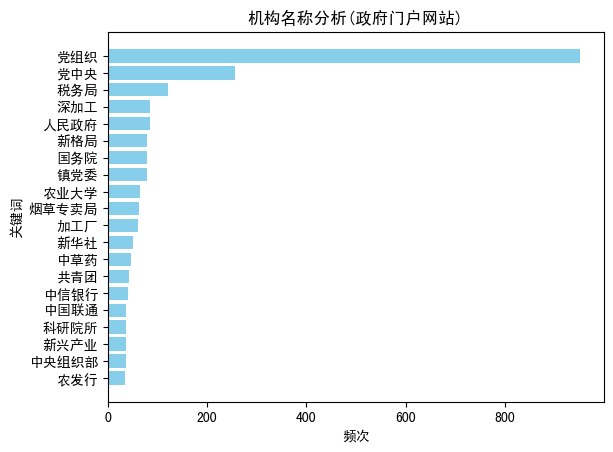 机构名称分析(政府门户网站)
关键词
党组织
党中央
税务局
深加工
人民政府
新格局
国务院
镇党委
农业大学
烟草专卖局
加工厂
新华社
中草药
共青团
中信银行
中国联通
科研院所
新兴产业
中央组织部
农发行
0 200 400 600 800
频次